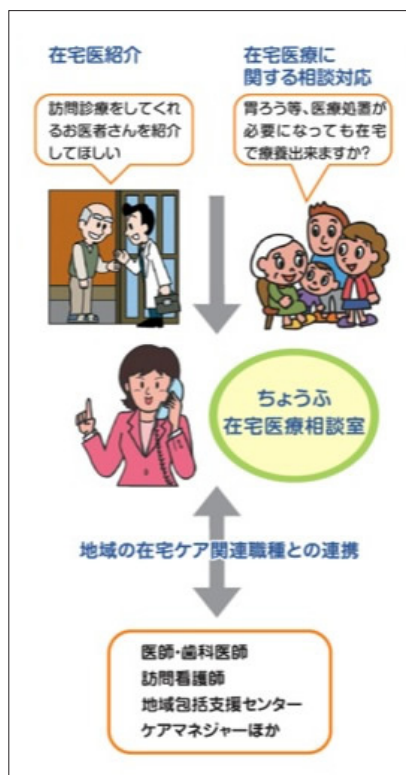 在宅医紹介
訪問診療をしてくれ
るお医者さんを紹介
してほしい
在宅医療に
関する相談対応
胃ろう等、医療処置が
必要になっても在宅
で療養出来ますか?
ちょうふ
在宅医療相談室
地域の在宅ケア関連職種との連携
医師・歯科医師
訪問看護師
地域包括支援センター
ケアマネジャーほか